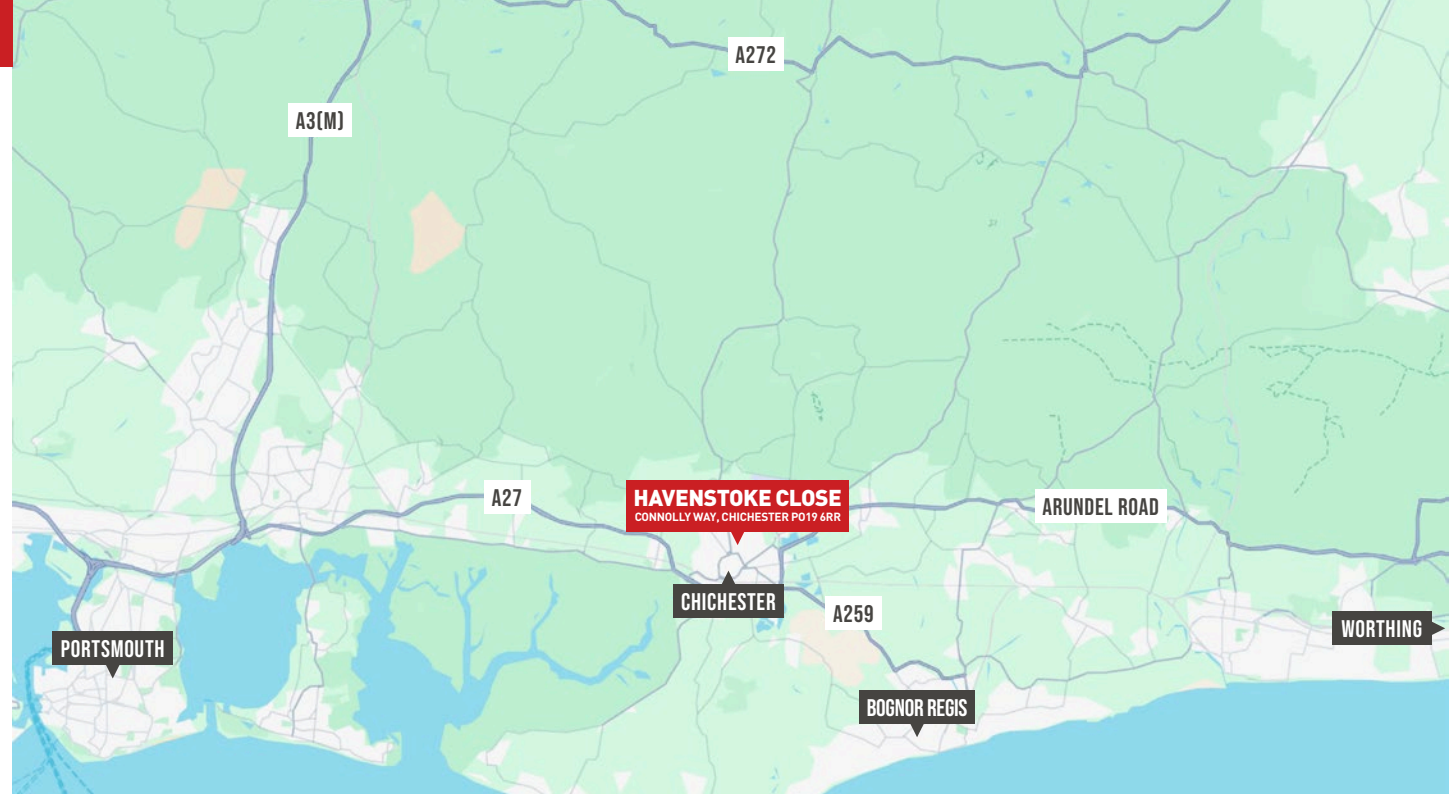 A272
A3(M)
A27
HAVENSTOKE CLOSE
CONNOLLY WAY, CHICHESTER PO19 6RR
ARUNDEL ROAD
CHICHESTER
A259
WORTHING
PORTSMOUTH
BOGNOR REGIS